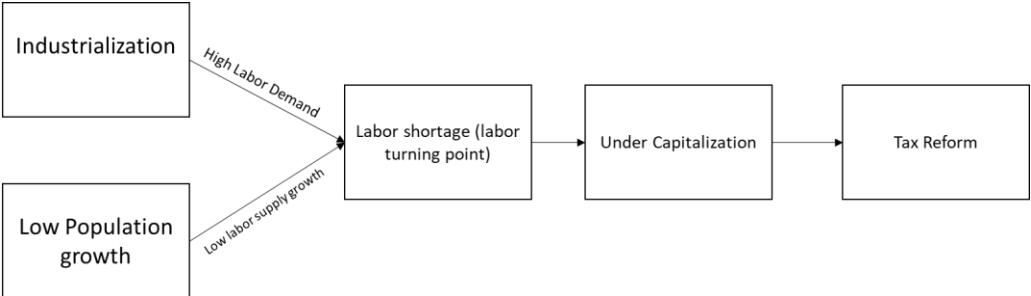 Industrialization
High Labor Demand
Low Population
growth
Low labor supply growth
Labor shortage (labor
turning point)
Under Capitalization
Tax Reform